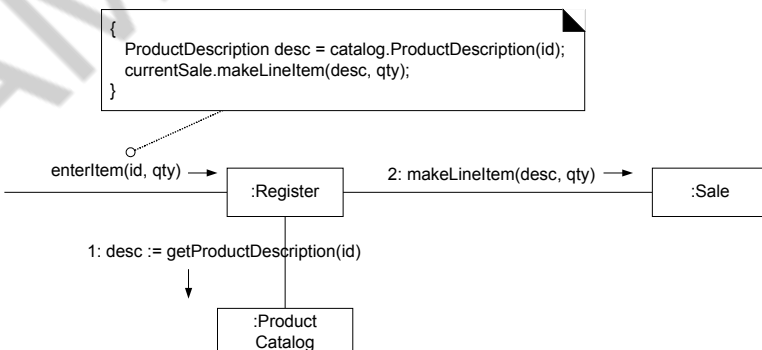 {
ProductDescription desc = catalog.ProductDescription(id);
currentSale.makeLineItem(desc, qty);
}
enterItem(id, qty)
:Register
2: makeLineItem(desc, qty)
:Sale
1: desc := getProductDescription(id)
:Product
Catalog